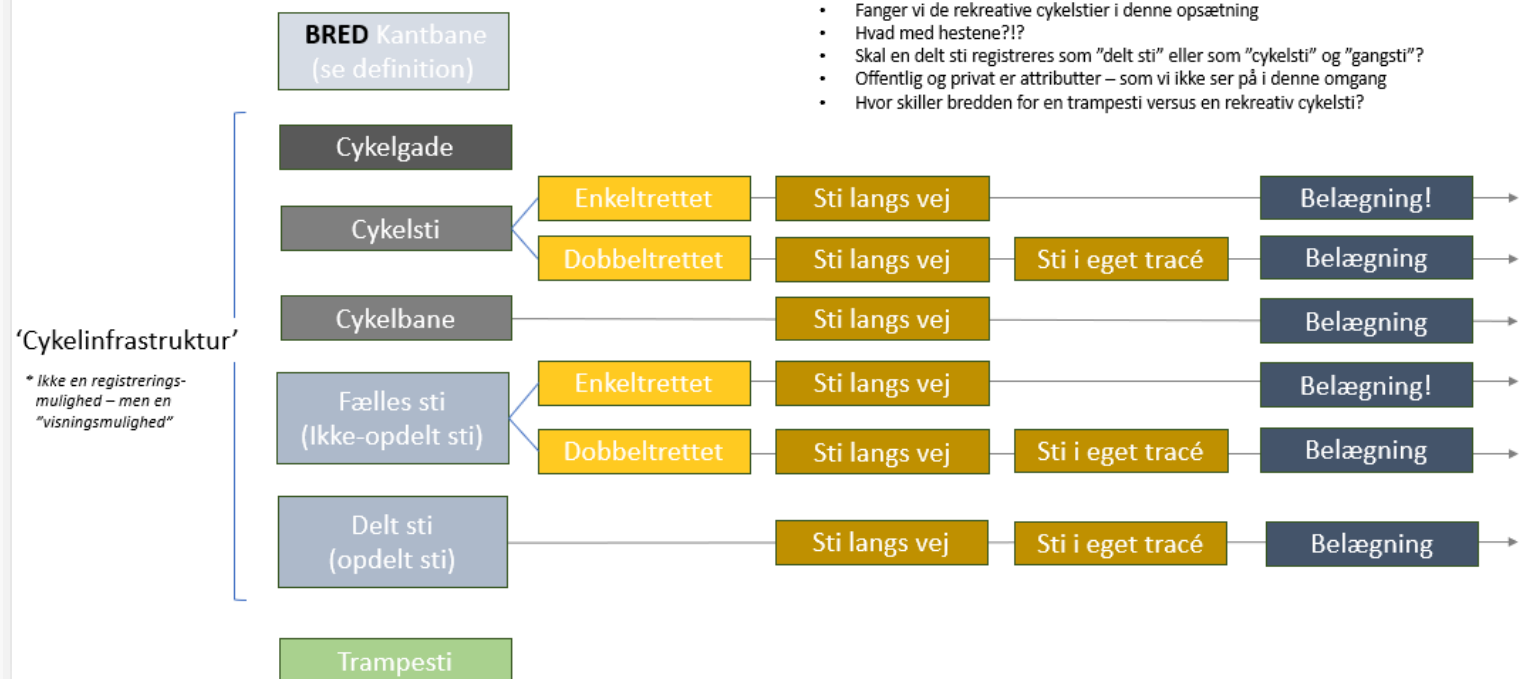 • Fanger vi de rekreative cykelstier i denne opsætning
• Hvad med hestene?!?
• Skal en delt sti registreres som ”delt sti” eller som ”cykelsti” og ”gangsti”?
• Offentlig og privat er attributter – som vi ikke ser på i denne omgang
• Hvor skiller bredden for en trampesti versus en rekreativ cykelsti?
BRED Kantbane
(se definition)
‘Cykelinfrastruktur’
* Ikke en registrerings-
mulighed – men en
”visningsmulighed”
Cykelgade
Cykelsti
Enkeltrettet
Sti langs vej
Belægning!
Dobbeltrettet
Sti langs vej
Sti i eget tracé
Belægning
Cykelbane
Sti langs vej
Belægning
Fælles sti
(Ikke-opdelt sti)
Enkeltrettet
Sti langs vej
Belægning!
Dobbeltrettet
Sti langs vej
Sti i eget tracé
Belægning
Delt sti
(opdelt sti)
Sti langs vej
Sti i eget tracé
Belægning
Trampesti